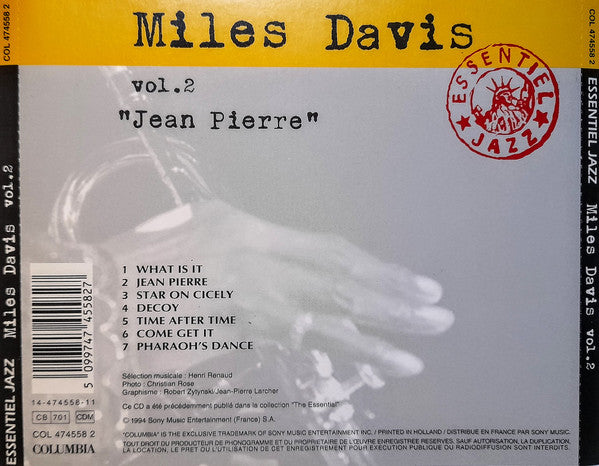 Miles Davis
vol.2
"Jean Pierre"
ESSENTIEL
JAZZ
1 WHAT IS IT
2 JEAN PIERRE
3 STAR ON CICELY
4 DECOY
5 TIME AFTER TIME
6 COME GET IT
7 PHARAOH'S DANCE
Sélection musicale : Henri Renaud
Photo : Christian Rose
Graphisme : Robert Zytynski/Jean-Pierre Larcher
Ce CD a été précédemment publié dans la collection "The Essential".
© 1994 Sony Music Entertainment (France) S.A.
"COLUMBIA" IS THE EXCLUSIVE TRADEMARK OF SONY MUSIC ENTERTAINMENT INC. / PRINTED IN HOLLAND / DISTRIBUE EN FRANCE PAR SONY MUSIC.
TOUT DROIT DU PRODUCTEUR DE PHONOGRAMME ET DU PROPRIETAIRE DE L'ŒUVRE ENREGISTREE RESERVES. SAUF AUTORISATION, LA DUPLICATION,
LA LOCATION, LE PRET OU L'UTILISATION DE CET ENREGISTREMENT POUR EXECUTION PUBLIQUE OU RADIODIFFUSION SONT INTERDITS.
5 099747 455827
14-474558-11
CB 701 CDM
COL 474558 2
COLUMBIA
COL 474558 2
ESSENTIEL JAZZ Miles Davis vol.2
COL 474558 2
ESSENTIEL JAZZ Miles Davis vol.2